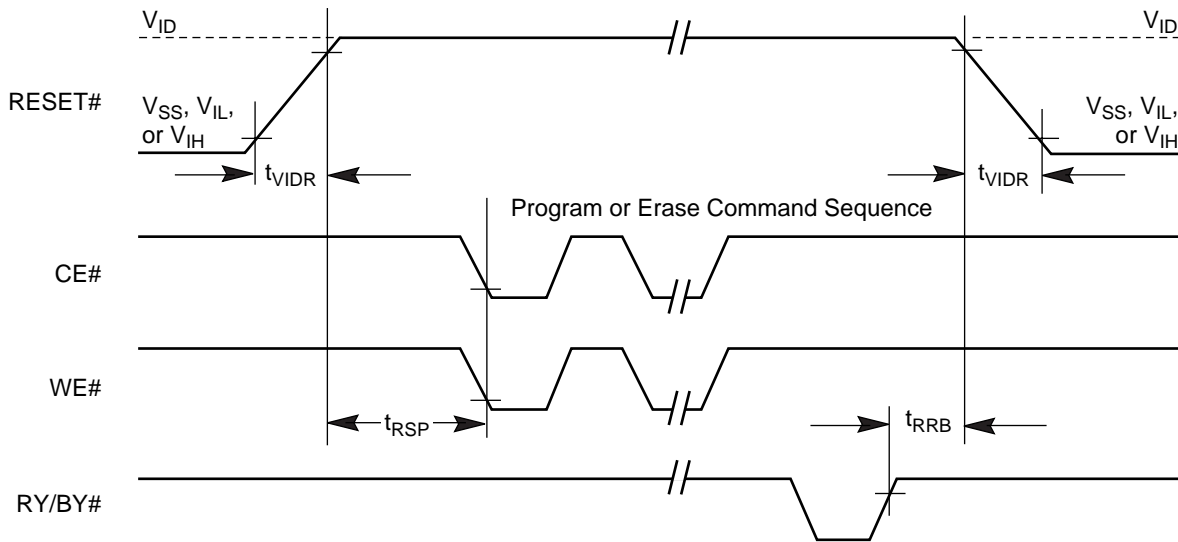 VID
VID
RESET#
VSS, VIL,
or VIH
VSS, VIL,
or VIH
tVIDR
tVIDR
Program or Erase Command Sequence
CE#
WE#
tRSP
tRRB
RY/BY#